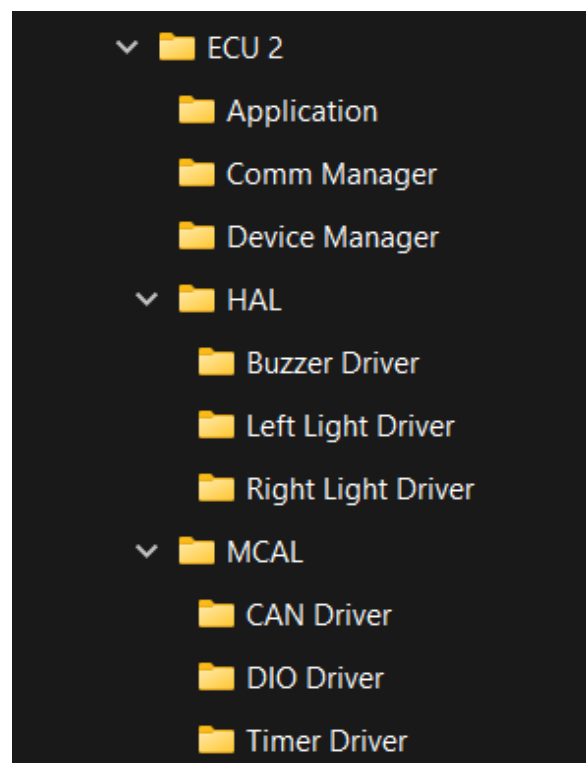 ECU 2
Application
Comm Manager
Device Manager
HAL
Buzzer Driver
Left Light Driver
Right Light Driver
MCAL
CAN Driver
DIO Driver
Timer Driver